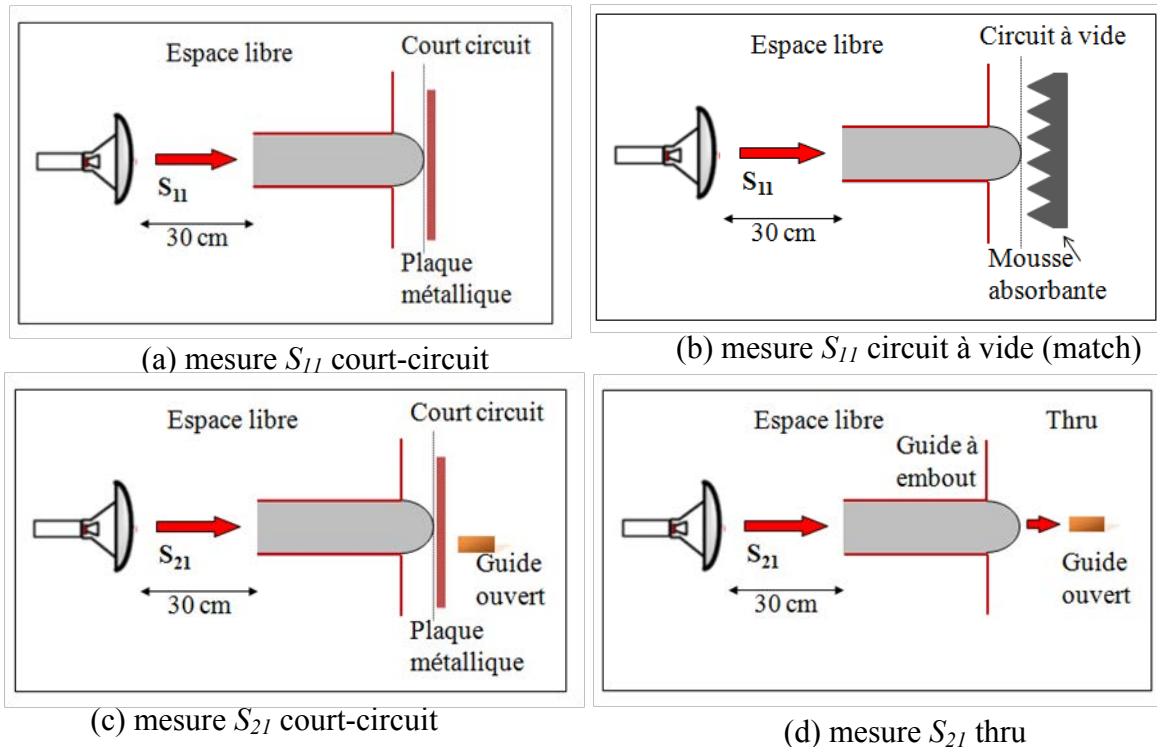 Espace libre
Court circuit
S11
30 cm
Plaque
métallique
(a) mesure S11 court-circuit
Espace libre
Circuit à vide
S11
30 cm
Mousse
absorbante
(b) mesure S11 circuit à vide (match)
Espace libre
Court circuit
S21
30 cm
Guide
ouvert
Plaque
métallique
(c) mesure S21 court-circuit
Espace libre
Thru
Guide à
embout
S21
30 cm
Guide
ouvert
(d) mesure S21 thru